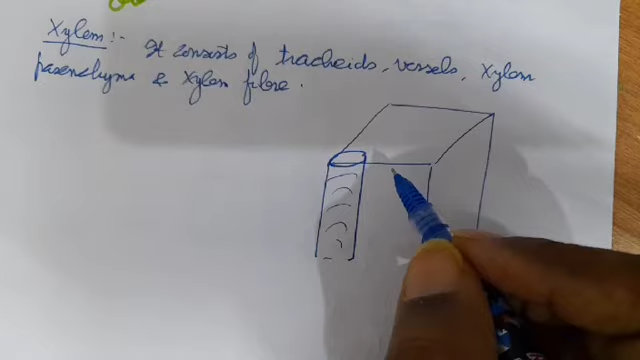 Xylem :- It consists of tracheids, vessels, Xylem
parenchyma & Xylem fibre.